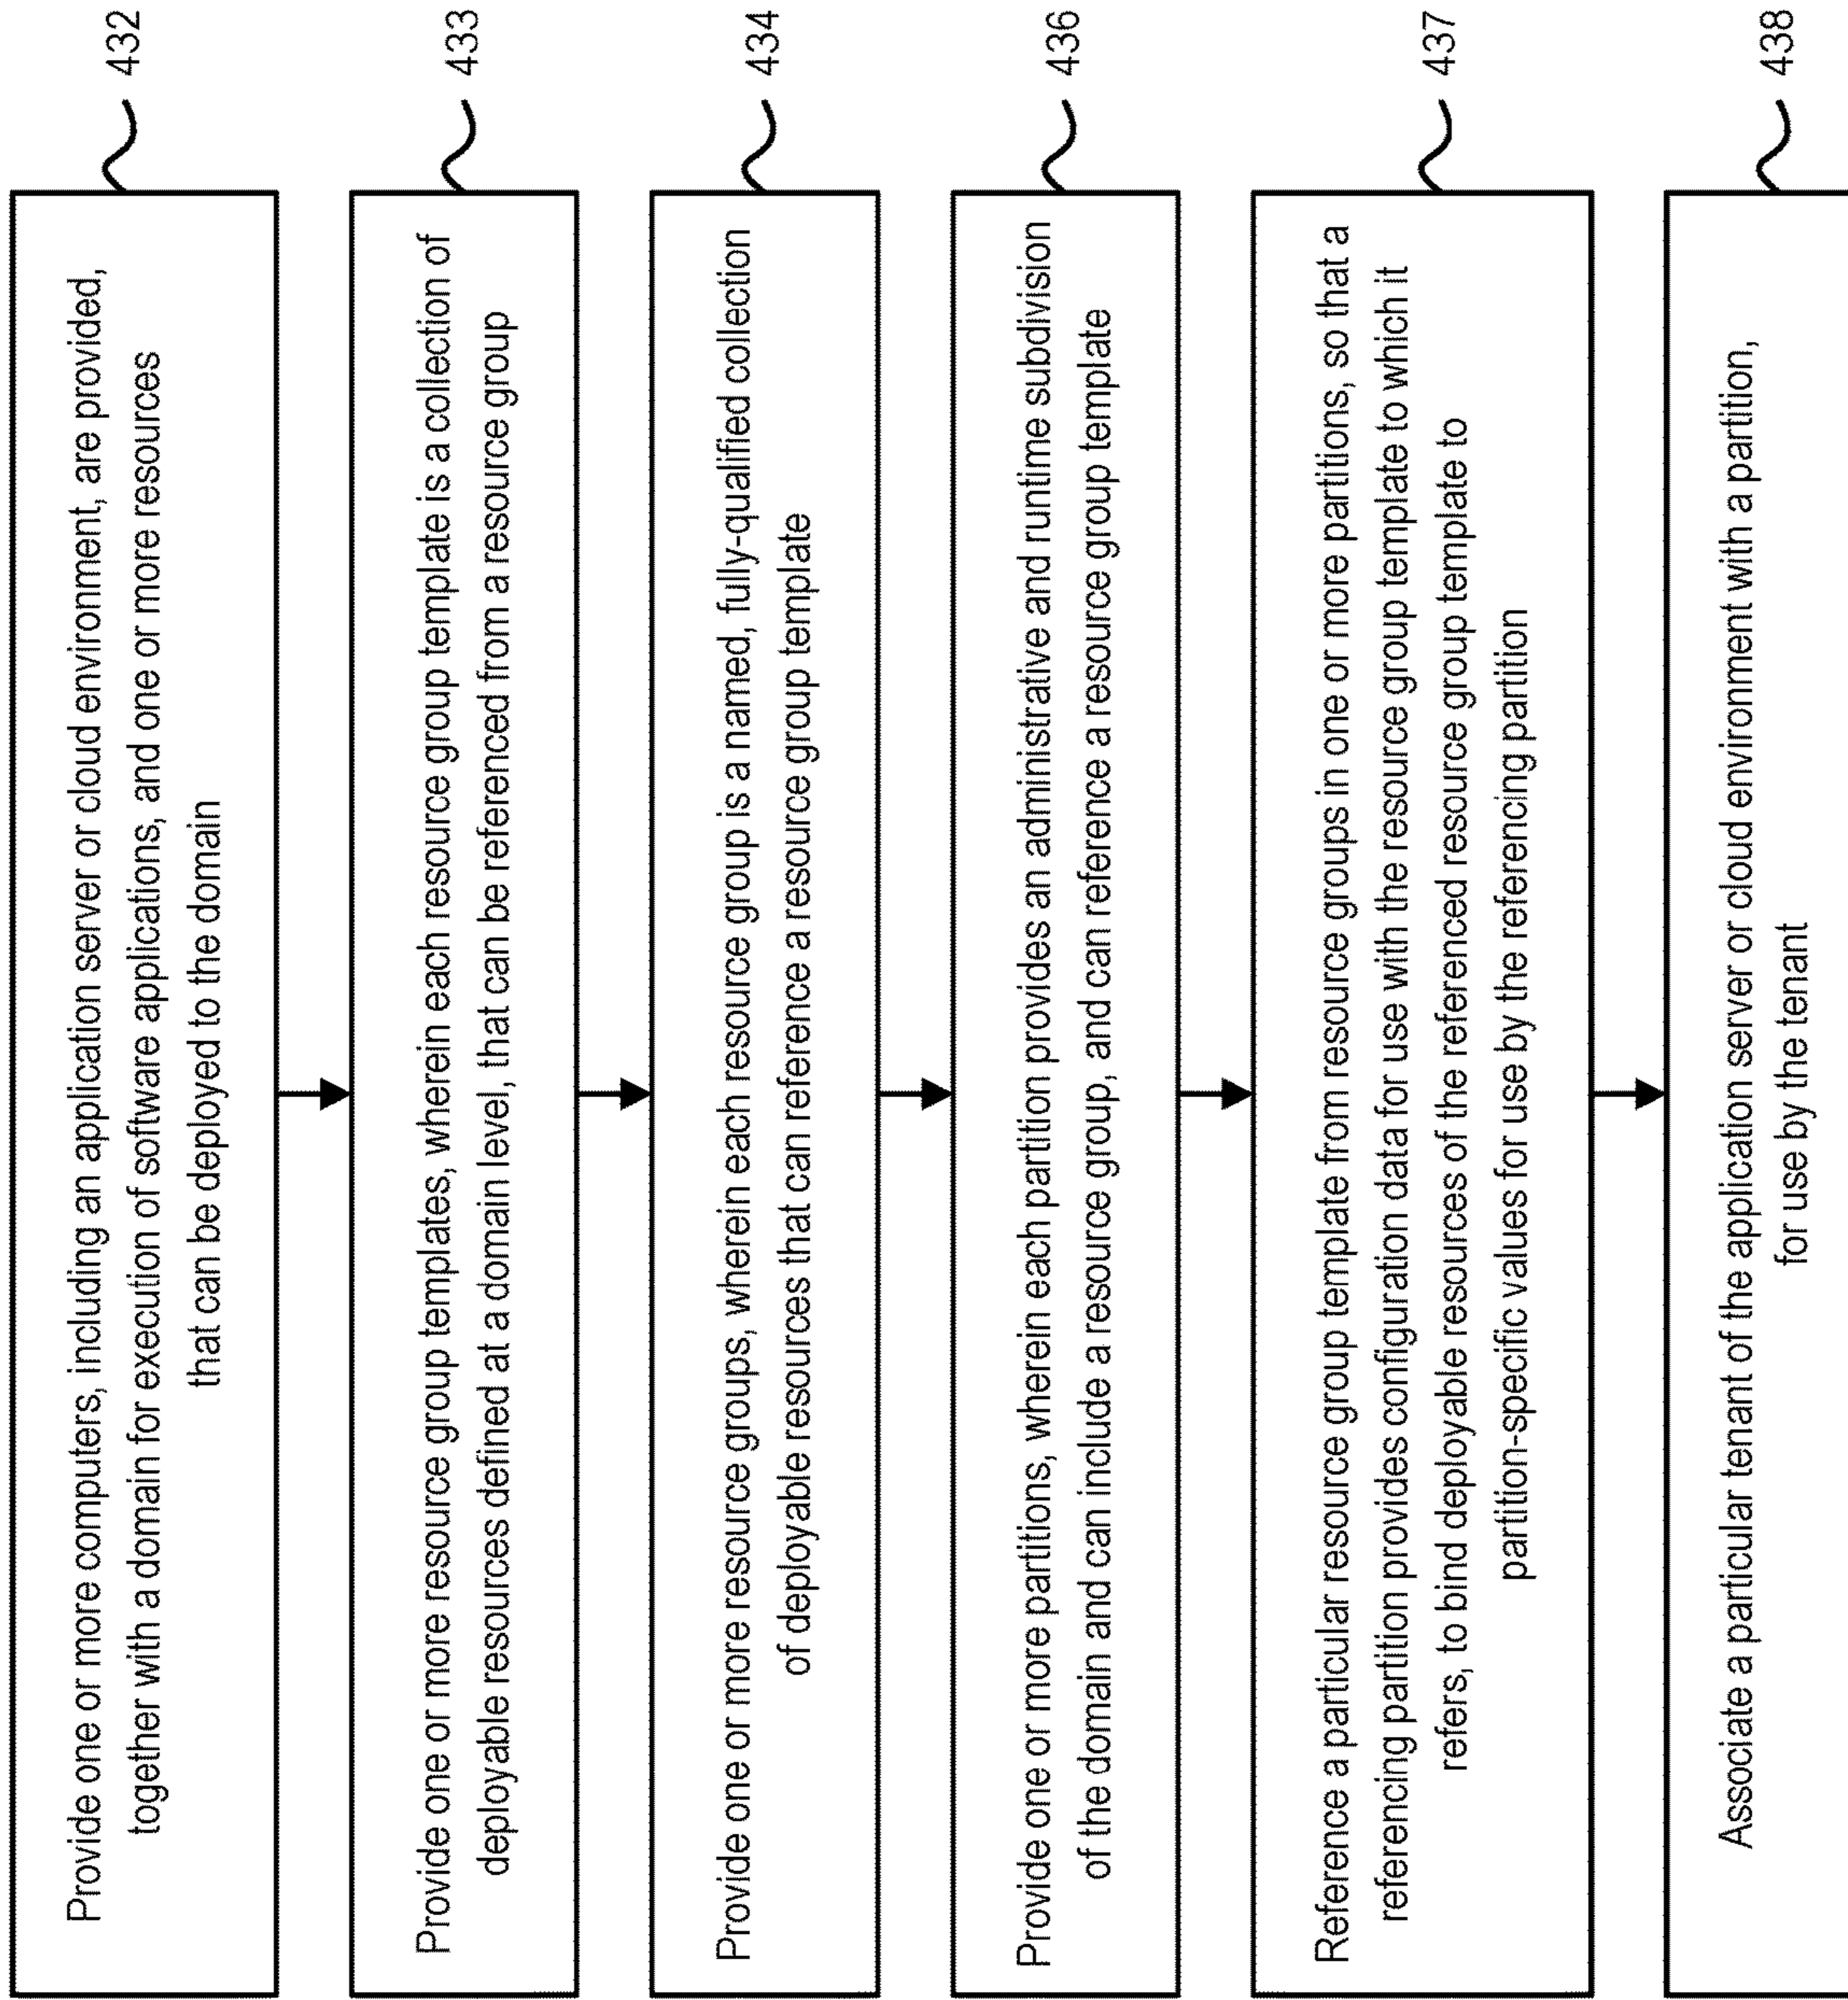 Provide one or more computers, including an application server or cloud environment, are provided,
together with a domain for execution of software applications, and one or more resources
that can be deployed to the domain
432
Provide one or more resource group templates, wherein each resource group template is a collection of
deployable resources defined at a domain level, that can be referenced from a resource group
433
Provide one or more resource groups, wherein each resource group is a named, fully-qualified collection
of deployable resources that can reference a resource group template
434
Provide one or more partitions, wherein each partition provides an administrative and runtime subdivision
of the domain and can include a resource group, and can reference a resource group template
436
Reference a particular resource group template from resource groups in one or more partitions, so that a
referencing partition provides configuration data for use with the resource group template to which it
refers, to bind deployable resources of the referenced resource group template to
partition-specific values for use by the referencing partition
437
Associate a particular tenant of the application server or cloud environment with a partition,
for use by the tenant
438